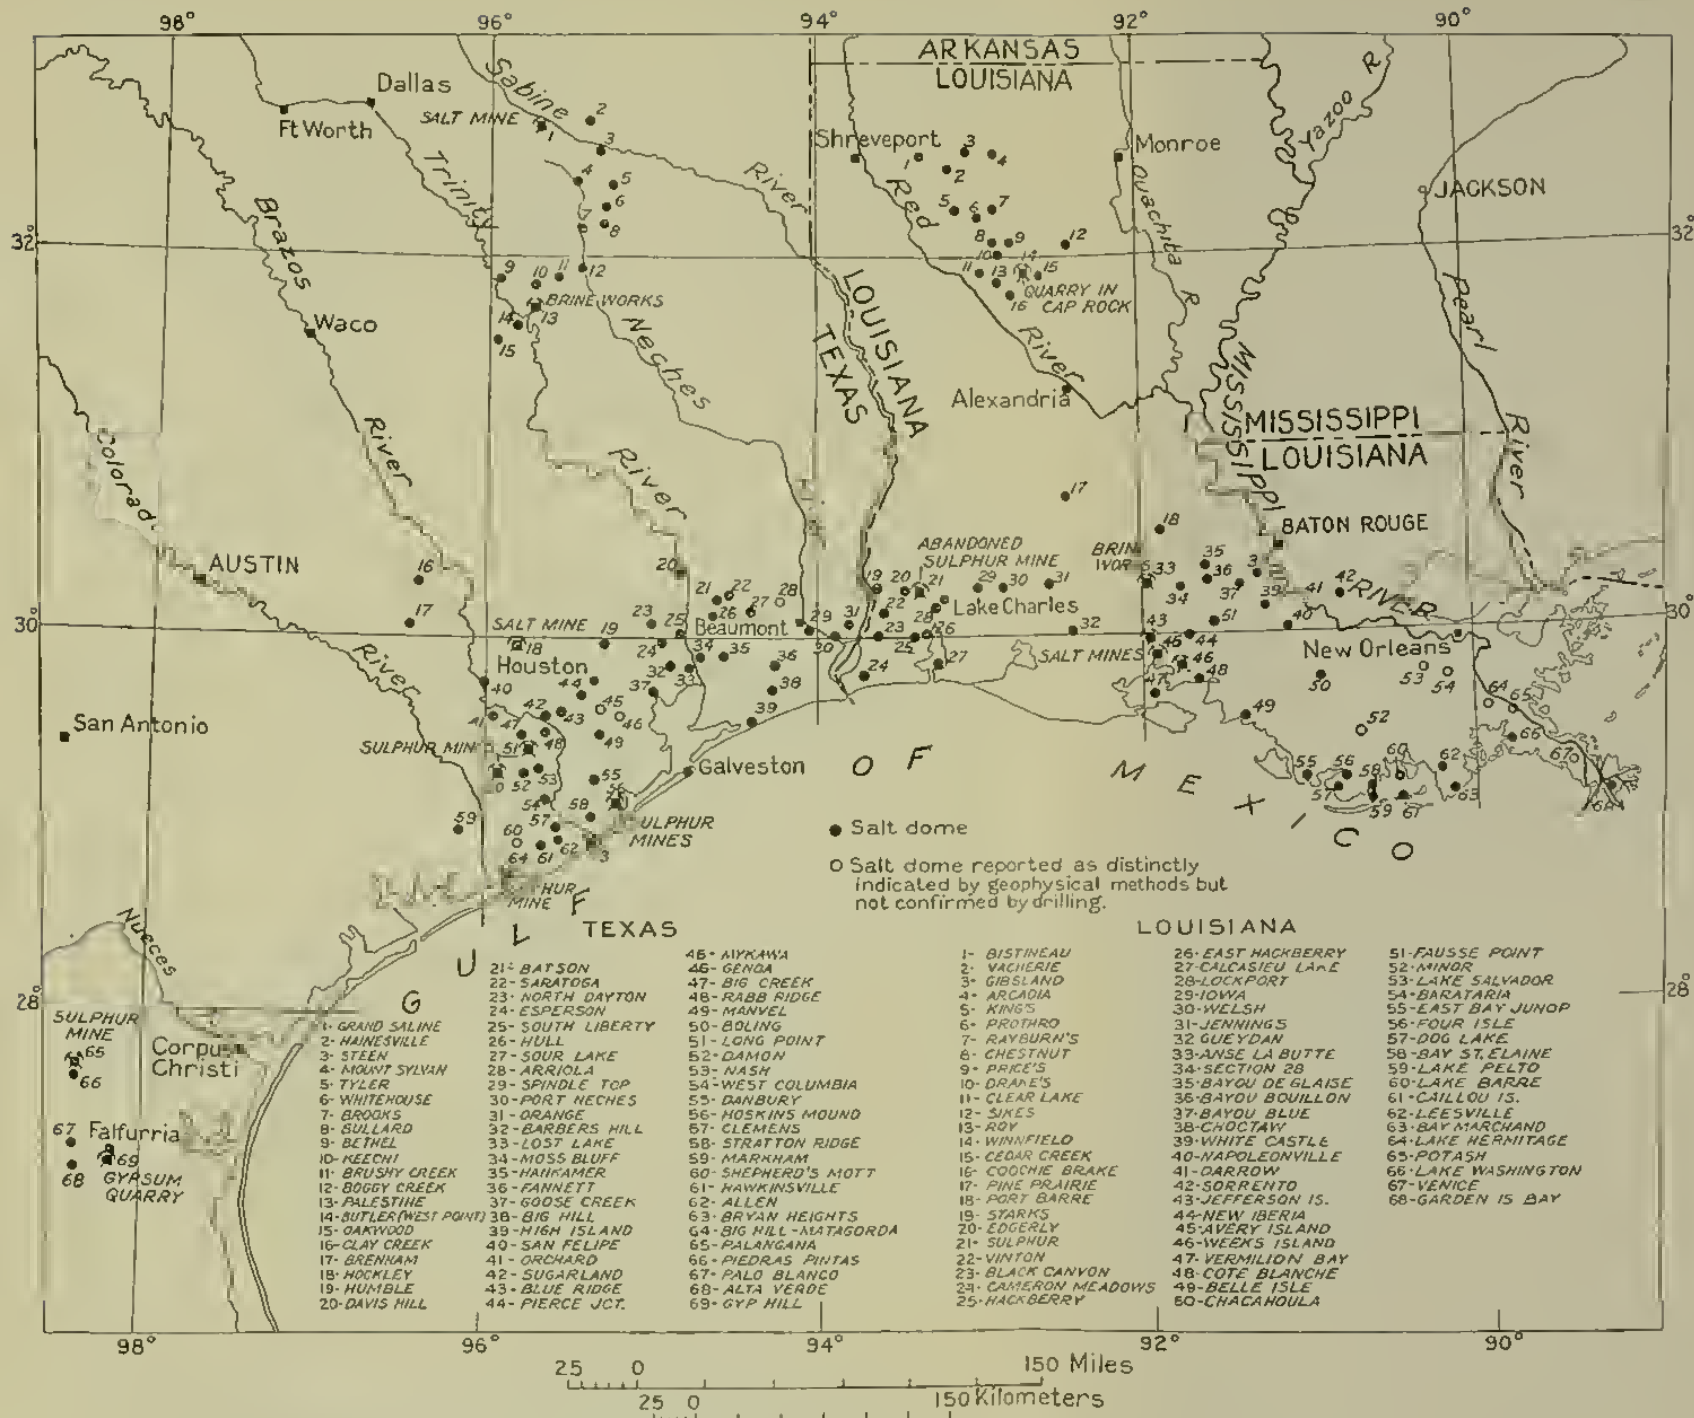 98°
96°
94°
92°
90°
ARKANSAS
LOUISIANA
Sabine
River
Dallas
Ft Worth
SALT MINE
Trinity
River
Shreveport
Red
River
Monroe
Ouachita
R
Yazoo
R
JACKSON
32°
32°
Brazos
River
Waco
BRINE WORKS
Neches
LOUISIANA
TEXAS
QUARRY IN
CAP ROCK
Alexandria
MISSISSIPPI
MISSISSIPPI
LOUISIANA
Pearl
River
Colorad
River
AUSTIN
BATON ROUGE
ABANDONED
SULPHUR MINE
BRIN
WOR S
RIVER
30°
30°
SALT MINE
Houston
Beaumont
Lake Charles
SALT MINES
New Orleans
San Antonio
SULPHUR MIN
Galveston
SULPHUR
MINES
PHUR
MINE
GULF OF MEXICO
● Salt dome
○ Salt dome reported as distinctly
indicated by geophysical methods but
not confirmed by drilling.
Nueces
28°
28°
SULPHUR
MINE
Corpus
Christi
Falfurria
GYPSUM
QUARRY
TEXAS
1- GRAND SALINE
2- HAINESVILLE
3- STEEN
4- MOUNT SYLVAN
5- TYLER
6- WHITEHOUSE
7- BROOKS
8- BULLARD
9- BETHEL
10- KEECHI
11- BRUSHY CREEK
12- BOGGY CREEK
13- PALESTINE
14- BUTLER (WEST POINT)
15- OAKWOOD
16- CLAY CREEK
17- BRENHAM
18- HOCKLEY
19- HUMBLE
20- DAVIS HILL
21- BATSON
22- SARATOGA
23- NORTH DAYTON
24- ESPERSON
25- SOUTH LIBERTY
26- HULL
27- SOUR LAKE
28- ARRIOLA
29- SPINDLE TOP
30- PORT NECHES
31- ORANGE
32- BARBERS HILL
33- LOST LAKE
34- MOSS BLUFF
35- HANKAMER
36- FANNETT
37- GOOSE CREEK
38- BIG HILL
39- HIGH ISLAND
40- SAN FELIPE
41- ORCHARD
42- SUGARLAND
43- BLUE RIDGE
44- PIERCE JCT.
45- MYKAWA
46- GENOA
47- BIG CREEK
48- RABB RIDGE
49- MANVEL
50- BOLING
51- LONG POINT
52- DAMON
53- NASH
54- WEST COLUMBIA
55- DANBURY
56- HOSKINS MOUND
57- CLEMENS
58- STRATTON RIDGE
59- MARKHAM
60- SHEPHERD'S MOTT
61- HAWKINSVILLE
62- ALLEN
63- BRYAN HEIGHTS
64- BIG HILL-MATAGORDA
65- PALANGANA
66- PIEDRAS PINTAS
67- PALO BLANCO
68- ALTA VERDE
69- GYP HILL
LOUISIANA
1- BISTINEAU
2- VACHERIE
3- GIBSLAND
4- ARCADIA
5- KING'S
6- PROTHRO
7- RAYBURN'S
8- CHESTNUT
9- PRICE'S
10- DRAKE'S
11- CLEAR LAKE
12- SIKES
13- ROY
14- WINNFIELD
15- CEDAR CREEK
16- COOCHIE BRAKE
17- PINE PRAIRIE
18- PORT BARRE
19- STARKS
20- EDGERLY
21- SULPHUR
22- VINTON
23- BLACK CANYON
24- CAMERON MEADOWS
25- HACKBERRY
26- EAST HACKBERRY
27- CALCASIEU LAKE
28- LOCKPORT
29- IOWA
30- WELSH
31- JENNINGS
32 GUEYDAN
33- ANSE LA BUTTE
34- SECTION 28
35- BAYOU DE GLAISE
36- BAYOU BOUILLON
37- BAYOU BLUE
38- CHOCTAW
39- WHITE CASTLE
40- NAPOLEONVILLE
41- DARROW
42- SORRENTO
43- JEFFERSON IS.
44- NEW IBERIA
45- AVERY ISLAND
46- WEEKS ISLAND
47- VERMILION BAY
48- COTE BLANCHE
49- BELLE ISLE
50- CHACAHOULA
51- FAUSSE POINT
52- MINOR
53- LAKE SALVADOR
54- BARATARIA
55- EAST BAY JUNOP
56- FOUR ISLE
57- DOG LAKE
58- BAY ST. ELAINE
59- LAKE PELTO
60- LAKE BARRE
61- CAILLOU IS.
62- LEESVILLE
63- BAY MARCHAND
64- LAKE HERMITAGE
65- POTASH
66- LAKE WASHINGTON
67- VENICE
68- GARDEN IS BAY
98°
96°
94°
92°
90°
25 0 150 Miles
25 0 150 Kilometers